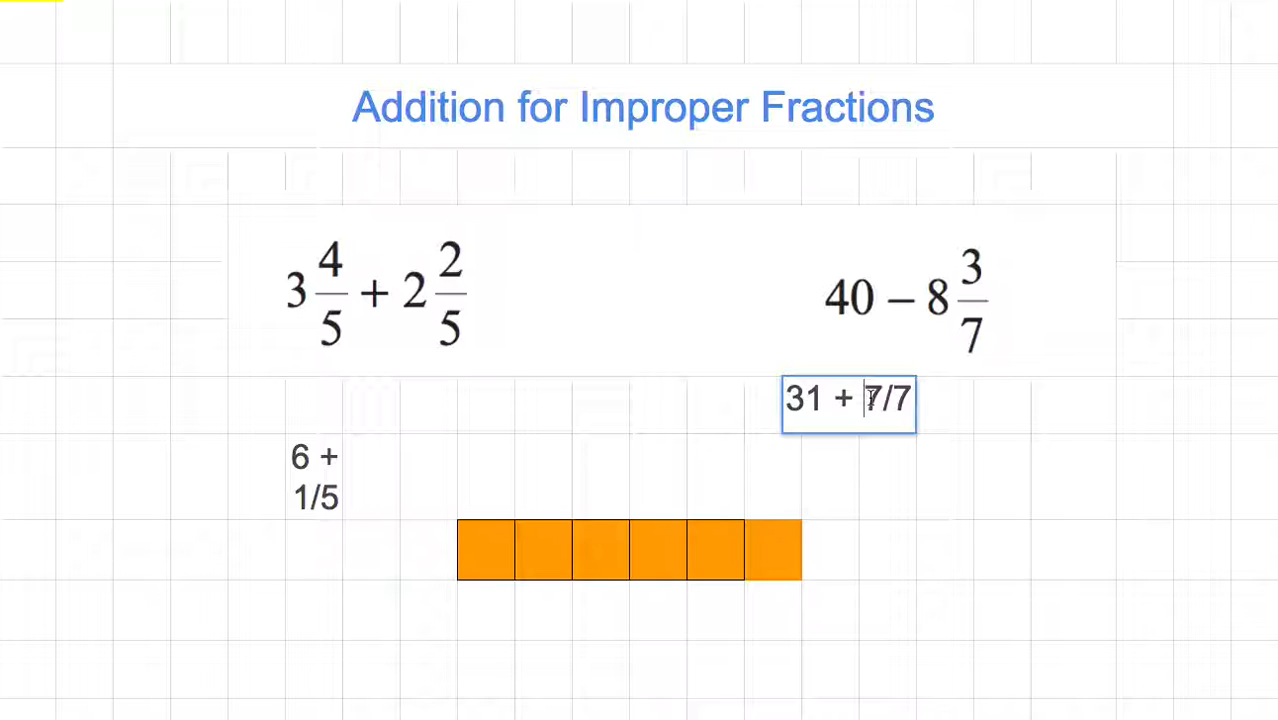 Addition for Improper Fractions
3 4/5 + 2 2/5
40 – 8 3/7
31 + 7/7
6 +
1/5